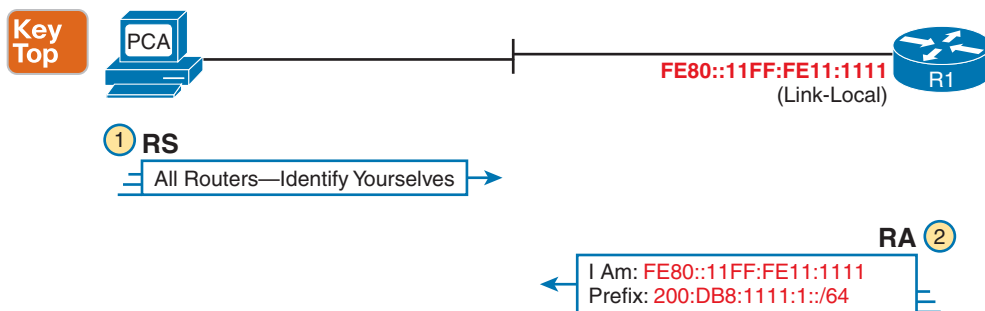 Key
Top
PCA
FE80::11FF:FE11:1111
(Link-Local)
R1
1 RS
All Routers—Identify Yourselves
RA 2
I Am: FE80::11FF:FE11:1111
Prefix: 200:DB8:1111:1::/64